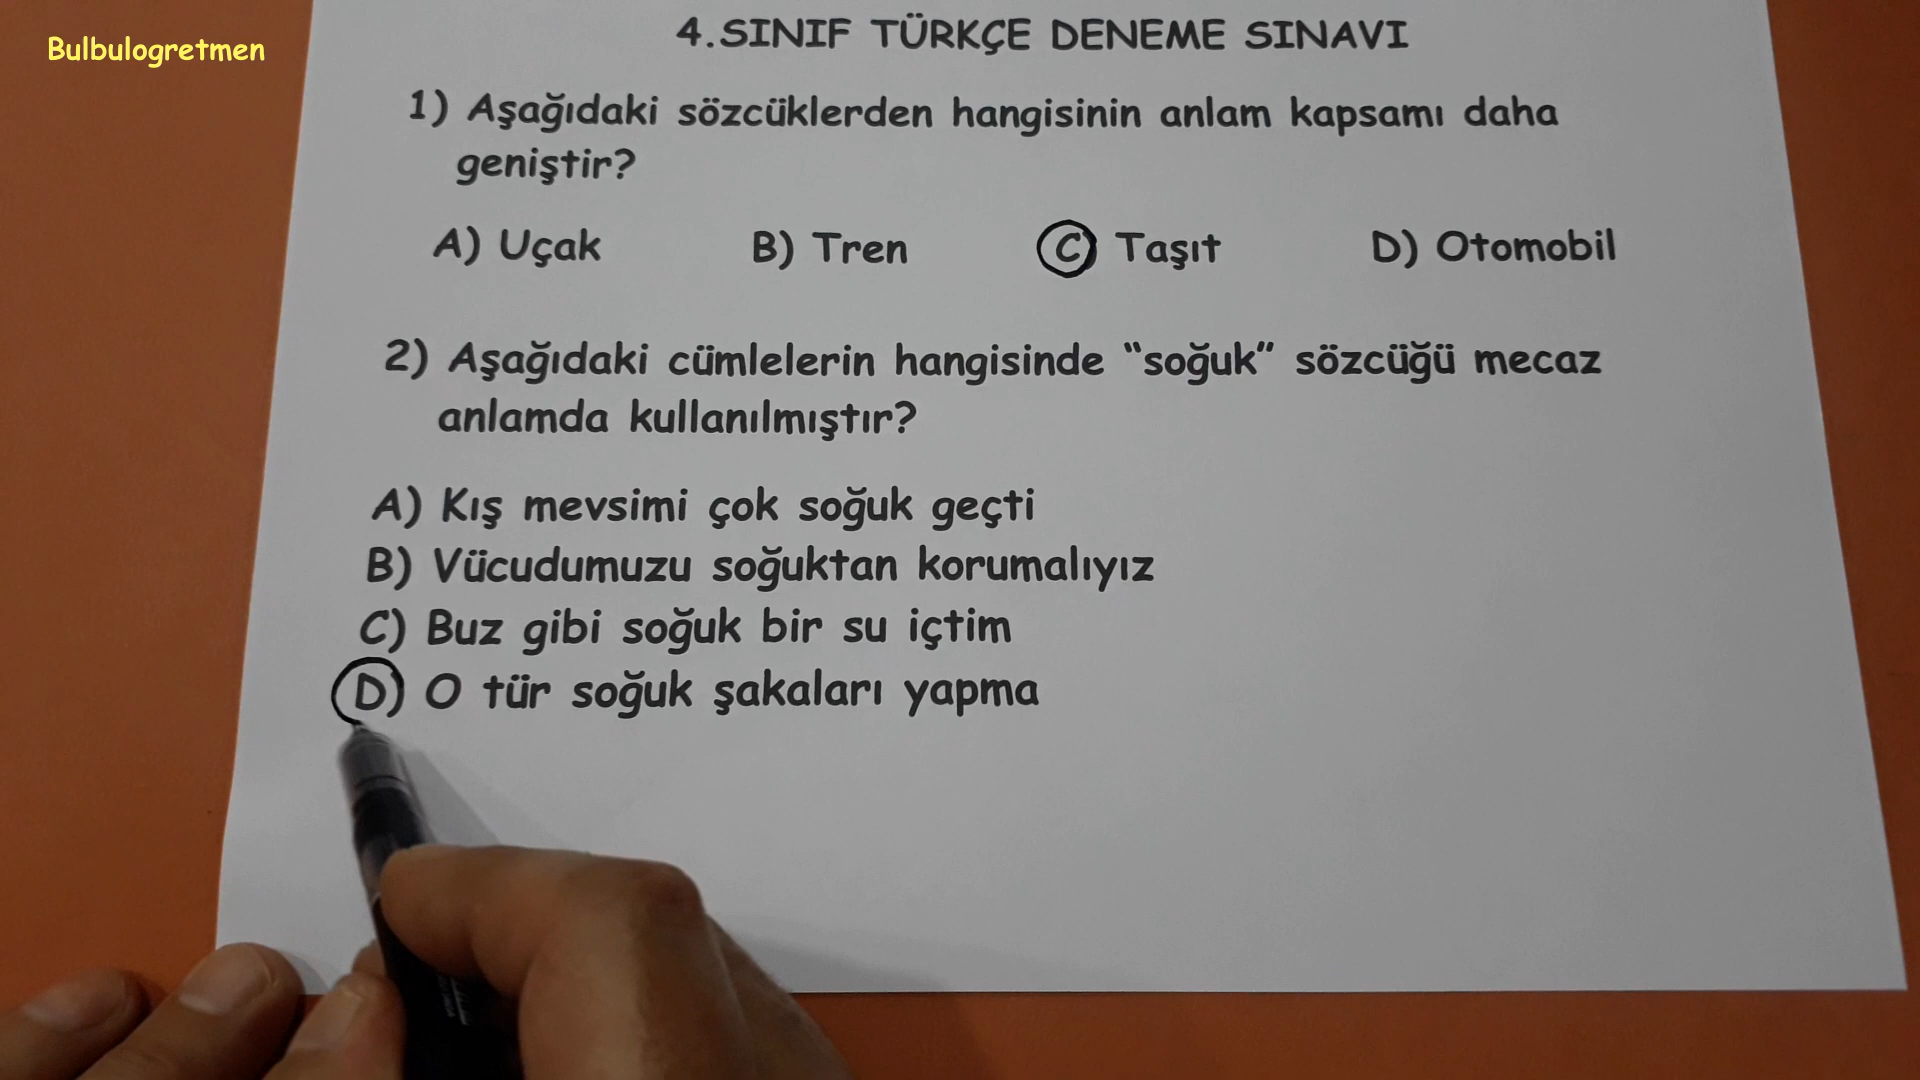 Bulbulogretmen
4.SINIF TÜRKÇE DENEME SINAVI
1) Aşağıdaki sözcüklerden hangisinin anlam kapsamı daha
geniştir?
A) Uçak B) Tren C) Taşıt D) Otomobil
2) Aşağıdaki cümlelerin hangisinde “soğuk” sözcüğü mecaz
anlamda kullanılmıştır?
A) Kış mevsimi çok soğuk geçti
B) Vücudumuzu soğuktan korumalıyız
C) Buz gibi soğuk bir su içtim
D) O tür soğuk şakaları yapma